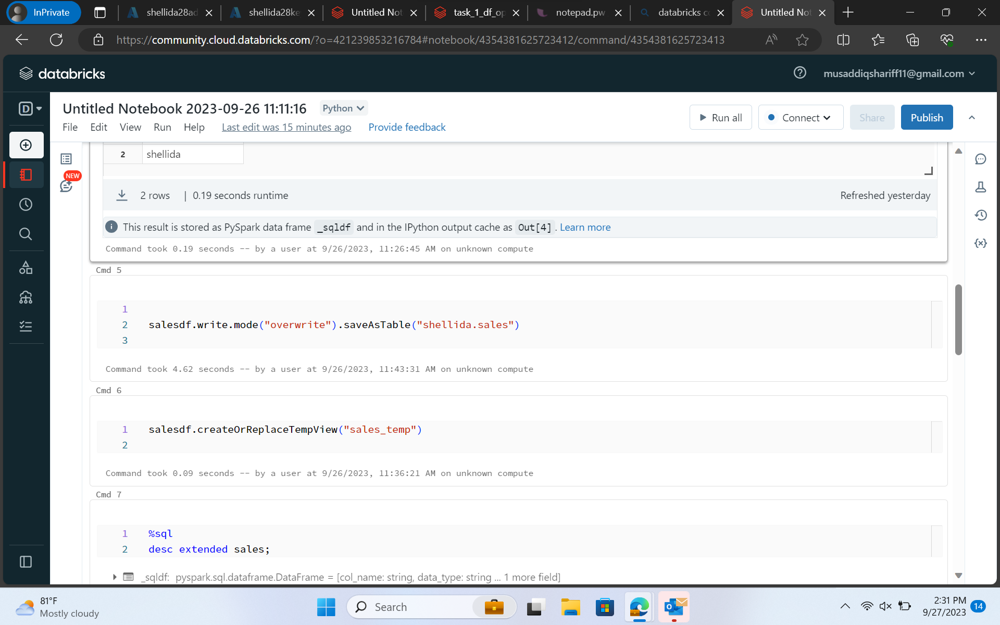 InPrivate
shellida28ad
shellida28ke
Untitled Not
task_1_df_op
notepad.pw
databricks co
Untitled Not
https://community.cloud.databricks.com/?o=421239853216784#notebook/4354381625723412/command/4354381625723413
databricks
musaddiqshariff11@gmail.com
D
Untitled Notebook 2023-09-26 11:11:16
Python
File Edit View Run Help Last edit was 15 minutes ago Provide feedback
Run all
Connect
Share
Publish
NEW
2 shellida
2 rows | 0.19 seconds runtime
Refreshed yesterday
This result is stored as PySpark data frame _sqldf and in the IPython output cache as Out[4]. Learn more
Command took 0.19 seconds -- by a user at 9/26/2023, 11:26:45 AM on unknown compute
Cmd 5
1
2 salesdf.write.mode("overwrite").saveAsTable("shellida.sales")
3
Command took 4.62 seconds -- by a user at 9/26/2023, 11:43:31 AM on unknown compute
Cmd 6
1 salesdf.createOrReplaceTempView("sales_temp")
2
Command took 0.09 seconds -- by a user at 9/26/2023, 11:36:21 AM on unknown compute
Cmd 7
1 %sql
2 desc extended sales;
_sqldf: pyspark.sql.dataframe.DataFrame = [col_name: string, data_type: string ... 1 more field]
81°F
Mostly cloudy
Search
2:31 PM
9/27/2023
14